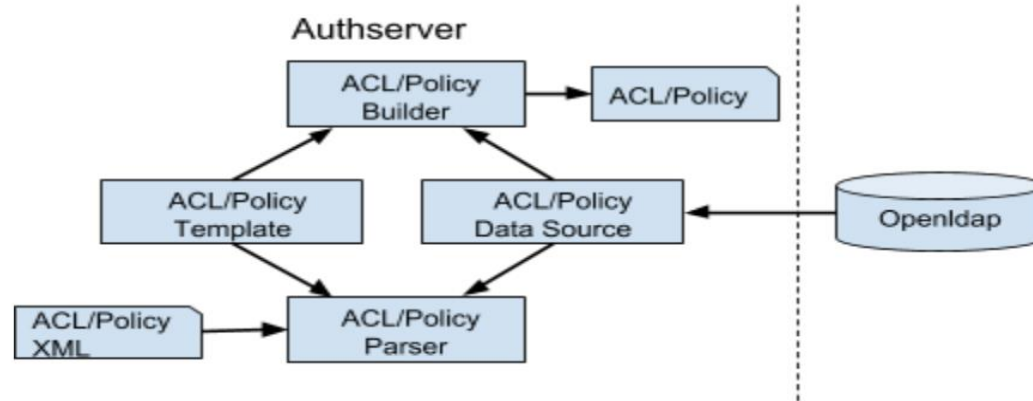 Authserver
ACL/Policy
Builder
ACL/Policy
ACL/Policy
Template
ACL/Policy
Data Source
Openldap
ACL/Policy
XML
ACL/Policy
Parser